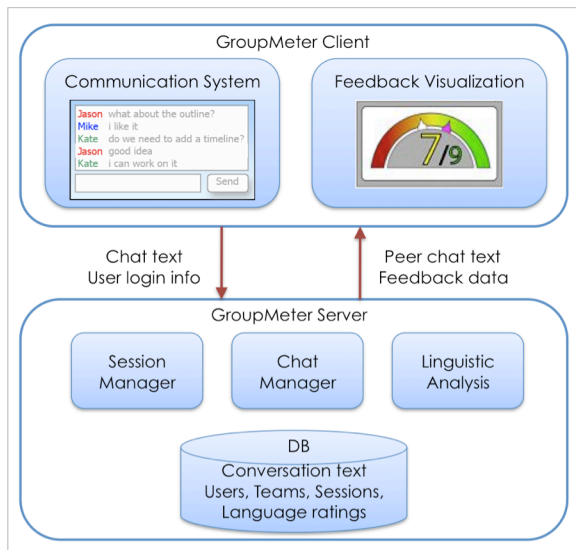 GroupMeter Client
Communication System
Jason what about the outline?
Mike i like it
Kate do we need to add a timeline?
Jason good idea
Kate i can work on it
Send
Feedback Visualization
7/9
Chat text
User login info
Peer chat text
Feedback data
GroupMeter Server
Session
Manager
Chat
Manager
Linguistic
Analysis
DB
Conversation text
Users, Teams, Sessions,
Language ratings